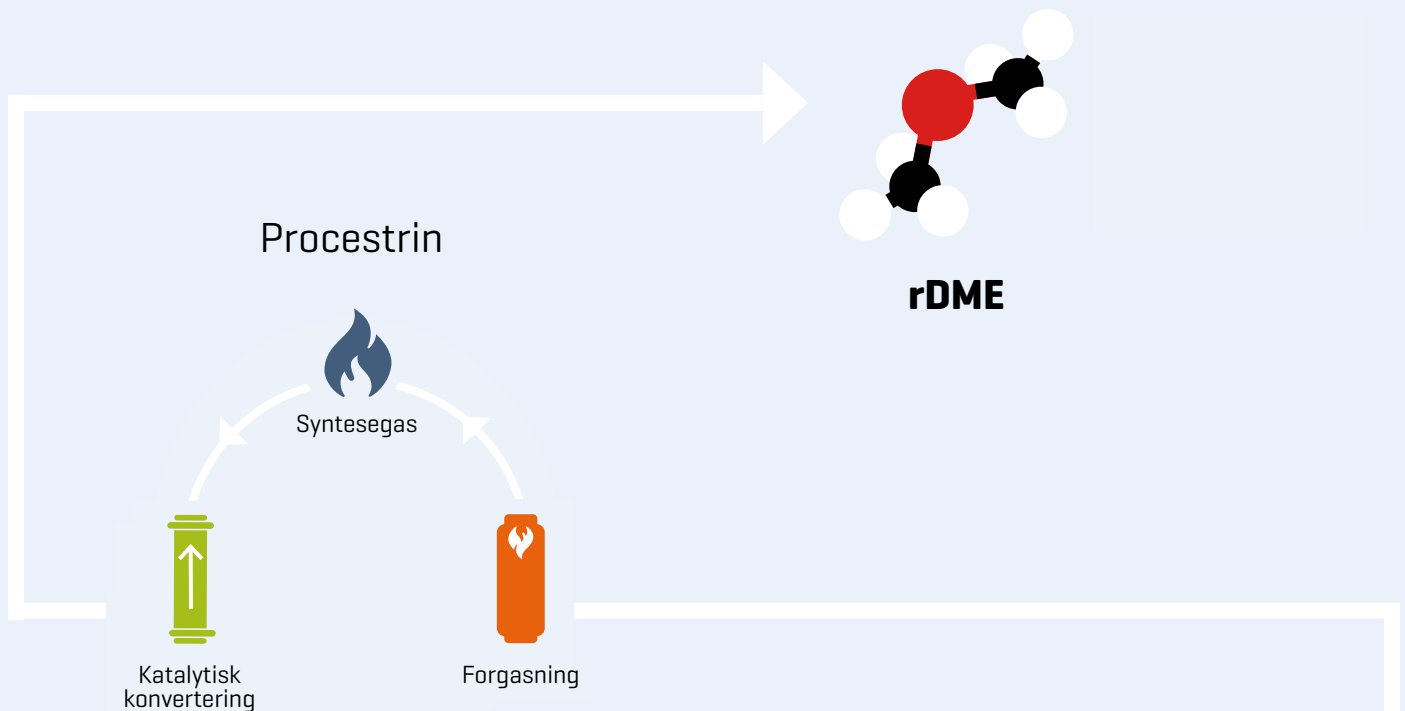 Procestrin
rDME
Syntesegas
Katalytisk
konvertering
Forgasning